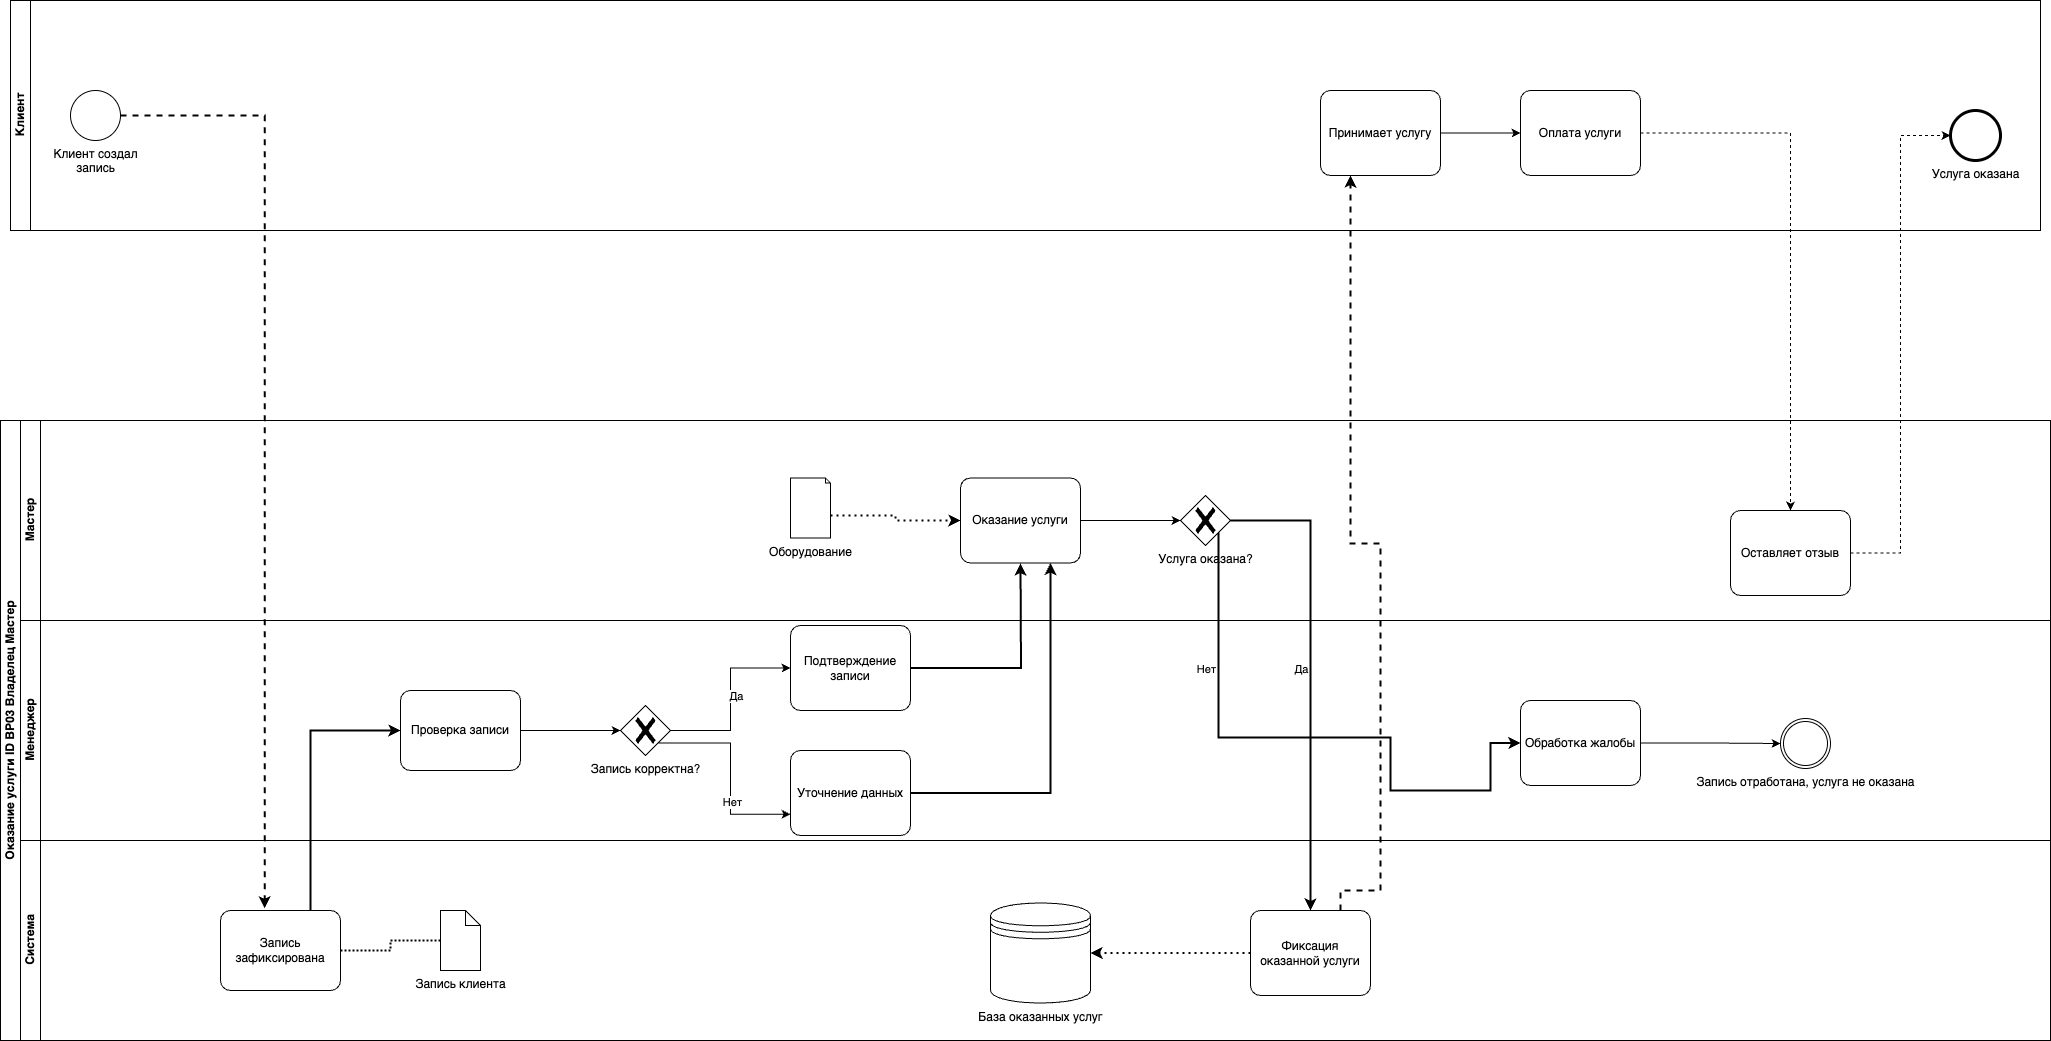 Клиент
Клиент создал
запись
Принимает услугу
Оплата услуги
Услуга оказана
Оказание услуги ID BP03 Владелец Мастер
Мастер
Оборудование
Оказание услуги
Услуга оказана?
Оставляет отзыв
Менеджер
Проверка записи
Запись корректна?
Да
Нет
Подтверждение
записи
Уточнение данных
Нет
Да
Обработка жалобы
Запись отработана, услуга не оказана
Система
Запись
зафиксирована
Запись клиента
База оказанных услуг
Фиксация
оказанной услуги